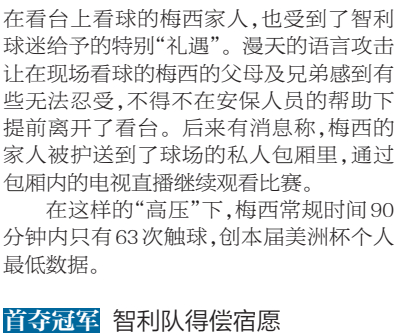 在看台上看球的梅西家人，也受到了智利
球迷给予的特别“礼遇”。漫天的语言攻击
让在现场看球的梅西的父母及兄弟感到有
些无法忍受，不得不在安保人员的帮助下
提前离开了看台。后来有消息称，梅西的
家人被护送到了球场的私人包厢里，通过
包厢内的电视直播继续观看比赛。
在这样的“高压”下，梅西常规时间90
分钟内只有63次触球，创本届美洲杯个人
最低数据。
首夺冠军 智利队得偿宿愿